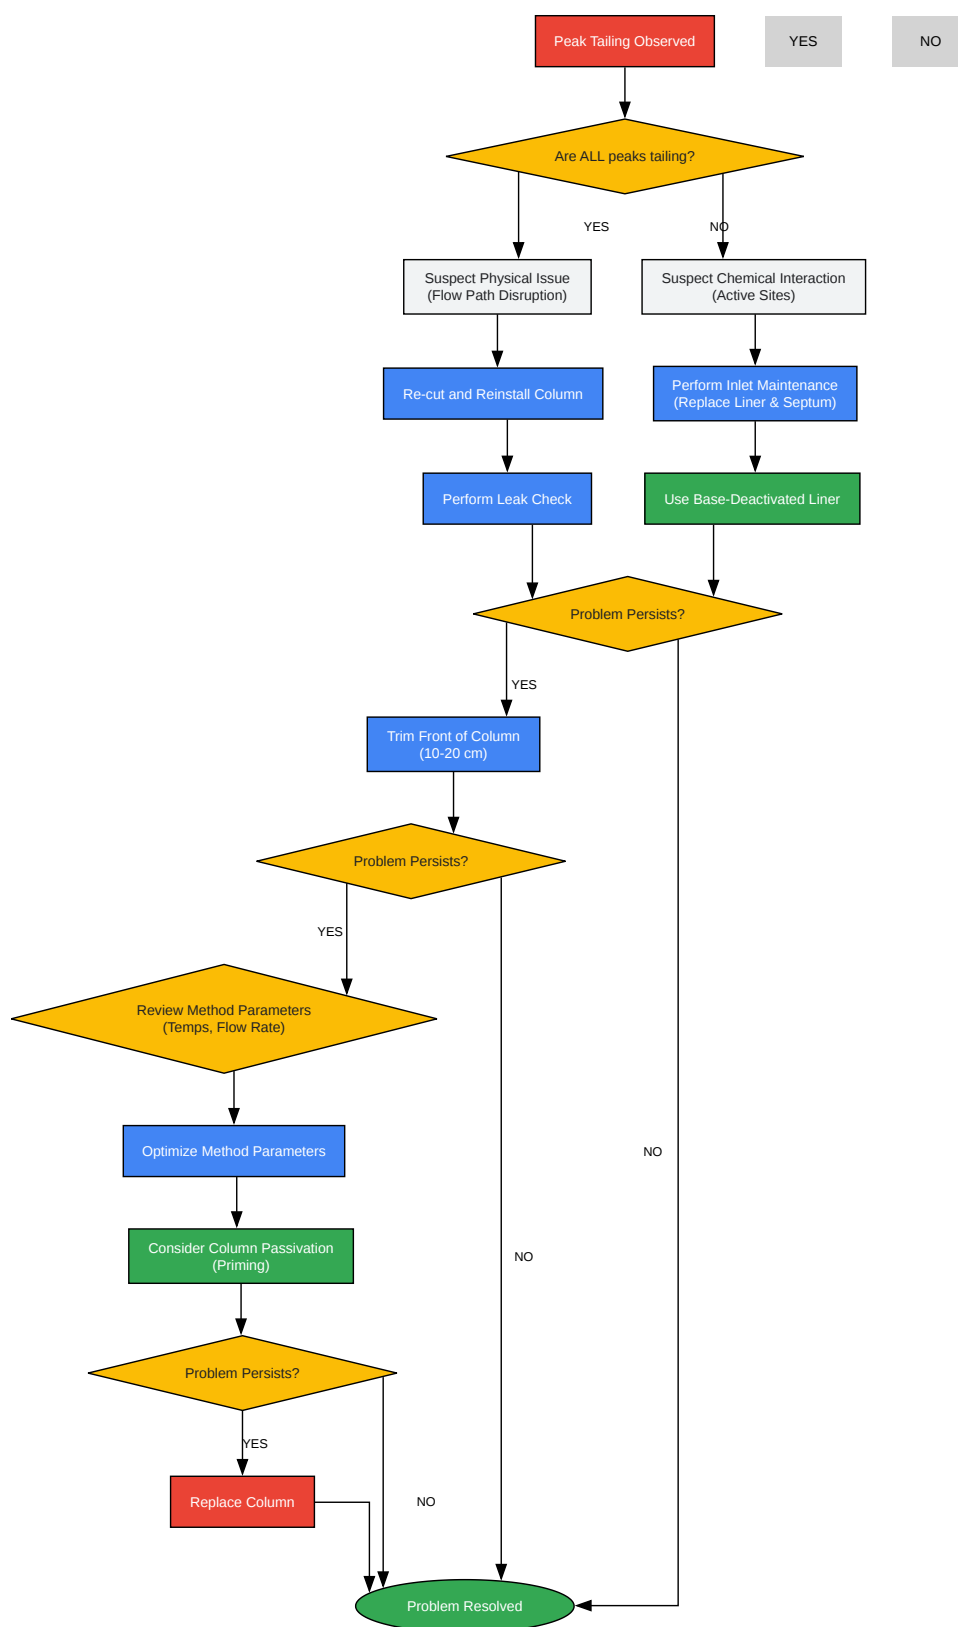 Peak Tailing Observed
YES
NO
Are ALL peaks tailing?
YES
NO
Suspect Physical Issue
(Flow Path Disruption)
Suspect Chemical Interaction
(Active Sites)
Re-cut and Reinstall Column
Perform Inlet Maintenance
(Replace Liner & Septum)
Perform Leak Check
Use Base-Deactivated Liner
Problem Persists?
YES
Trim Front of Column
(10-20 cm)
Problem Persists?
YES
Review Method Parameters
(Temps, Flow Rate)
Optimize Method Parameters
NO
Consider Column Passivation
(Priming)
NO
Problem Persists?
YES
Replace Column
NO
Problem Resolved